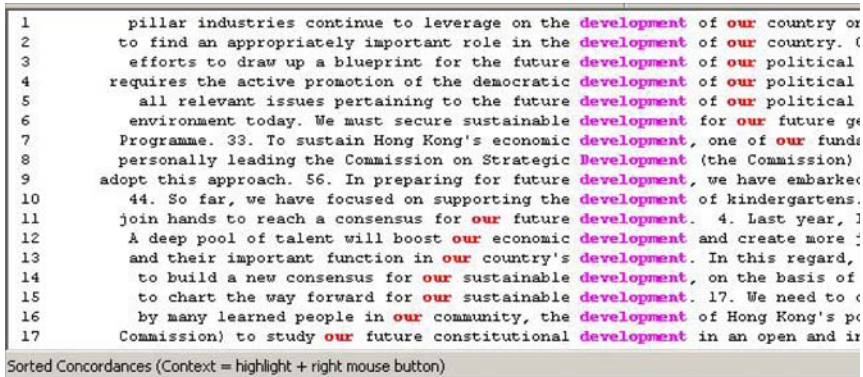 1 pillar industries continue to leverage on the development of our country or
2 to find an appropriately important role in the development of our country.
3 efforts to draw up a blueprint for the future development of our political
4 requires the active promotion of the democratic development of our political
5 all relevant issues pertaining to the future development of our political
6 environment today. We must secure sustainable development for our future ge
7 Programme. 33. To sustain Hong Kong's economic development, one of our funda
8 personally leading the Commission on Strategic Development (the Commission)
9 adopt this approach. 56. In preparing for future development, we have embarked
10 44. So far, we have focused on supporting the development of kindergartens.
11 join hands to reach a consensus for our future development. 4. Last year,
12 A deep pool of talent will boost our economic development and create more
13 and their important function in our country's development. In this regard,
14 to build a new consensus for our sustainable development, on the basis of
15 to chart the way forward for our sustainable development. 17. We need to
16 by many learned people in our community, the development of Hong Kong's po
17 Commission) to study our future constitutional development in an open and in
Sorted Concordances (Context = highlight + right mouse button)